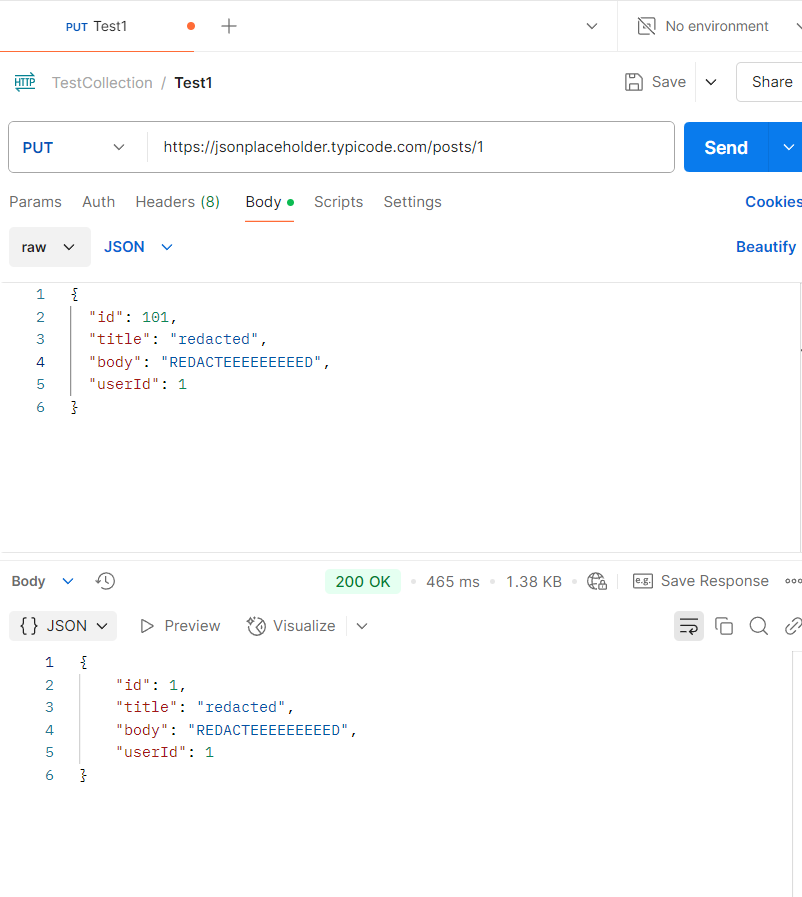 PUT Test1
No environment
HTTP TestCollection / Test1 Save Share
PUT https://jsonplaceholder.typicode.com/posts/1 Send
Params Auth Headers (8) Body Scripts Settings Cookies
raw JSON Beautify
1 {
2 "id": 101,
3 "title": "redacted",
4 "body": "REDACTEEEEEEEEED",
5 "userId": 1
6 }
Body 200 OK 465 ms 1.38 KB e.g. Save Response
{} JSON Preview Visualize
1 {
2 "id": 1,
3 "title": "redacted",
4 "body": "REDACTEEEEEEEEED",
5 "userId": 1
6 }